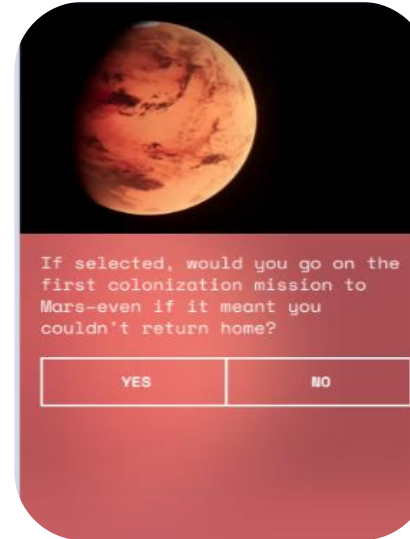 If selected, would you go on the
first colonization mission to
Mars–even if it meant you
couldn't return home?
YES
NO